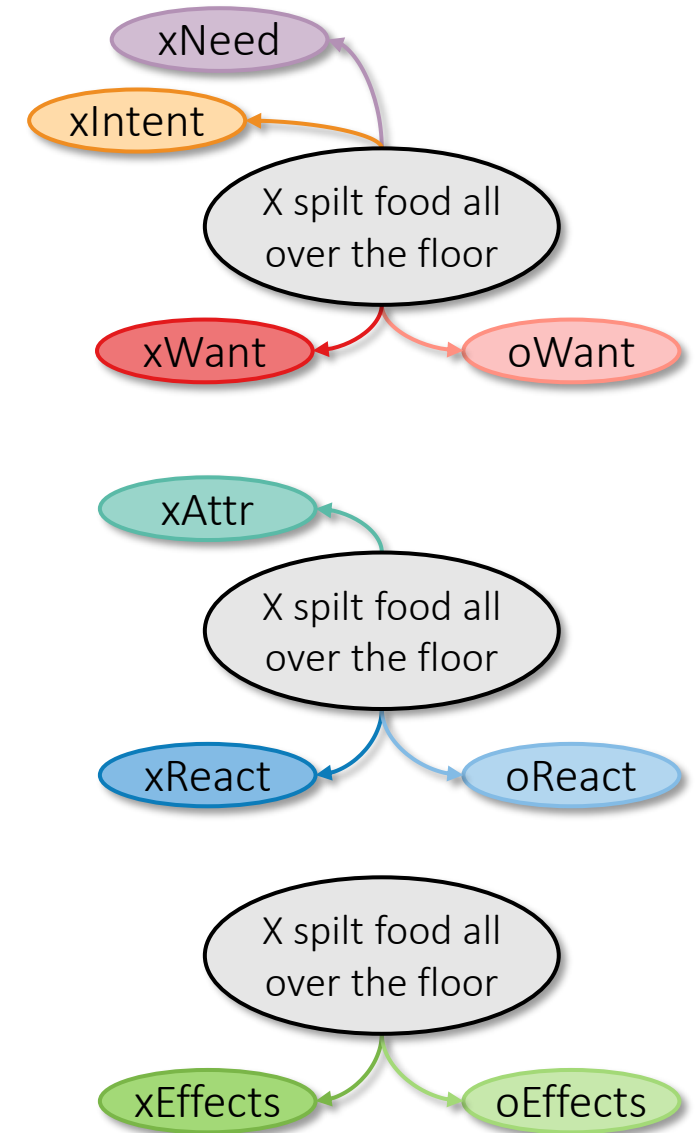 xNeed
xIntent
X spilt food all
over the floor
xWant
oWant
xAttr
X spilt food all
over the floor
xReact
oReact
X spilt food all
over the floor
xEffects
oEffects